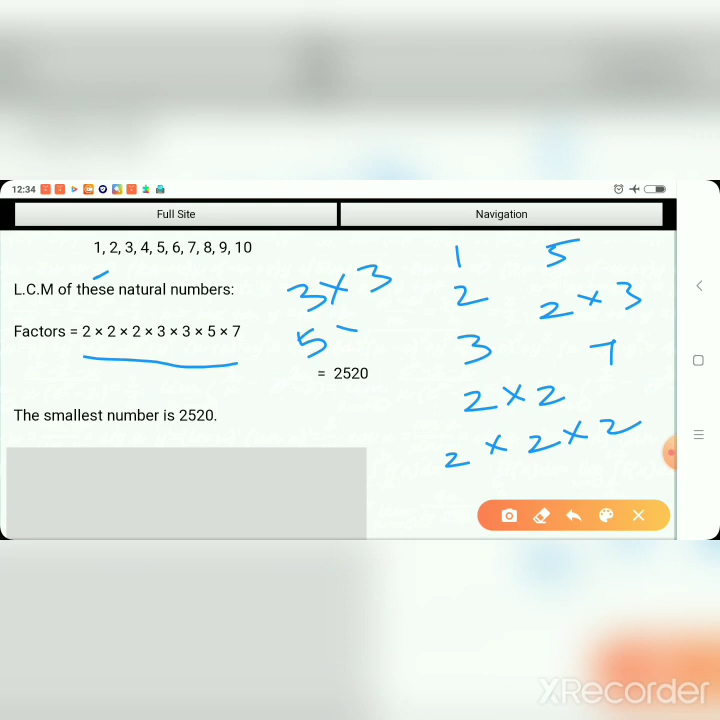 12:34
Full Site
Navigation
1, 2, 3, 4, 5, 6, 7, 8, 9, 10
L.C.M of these natural numbers:
Factors = 2 × 2 × 2 × 3 × 3 × 5 × 7
= 2520
The smallest number is 2520.
3 × 3
5
1
2
3
2 × 2
2 × 2 × 2
5
2 × 3
7
XRecorder